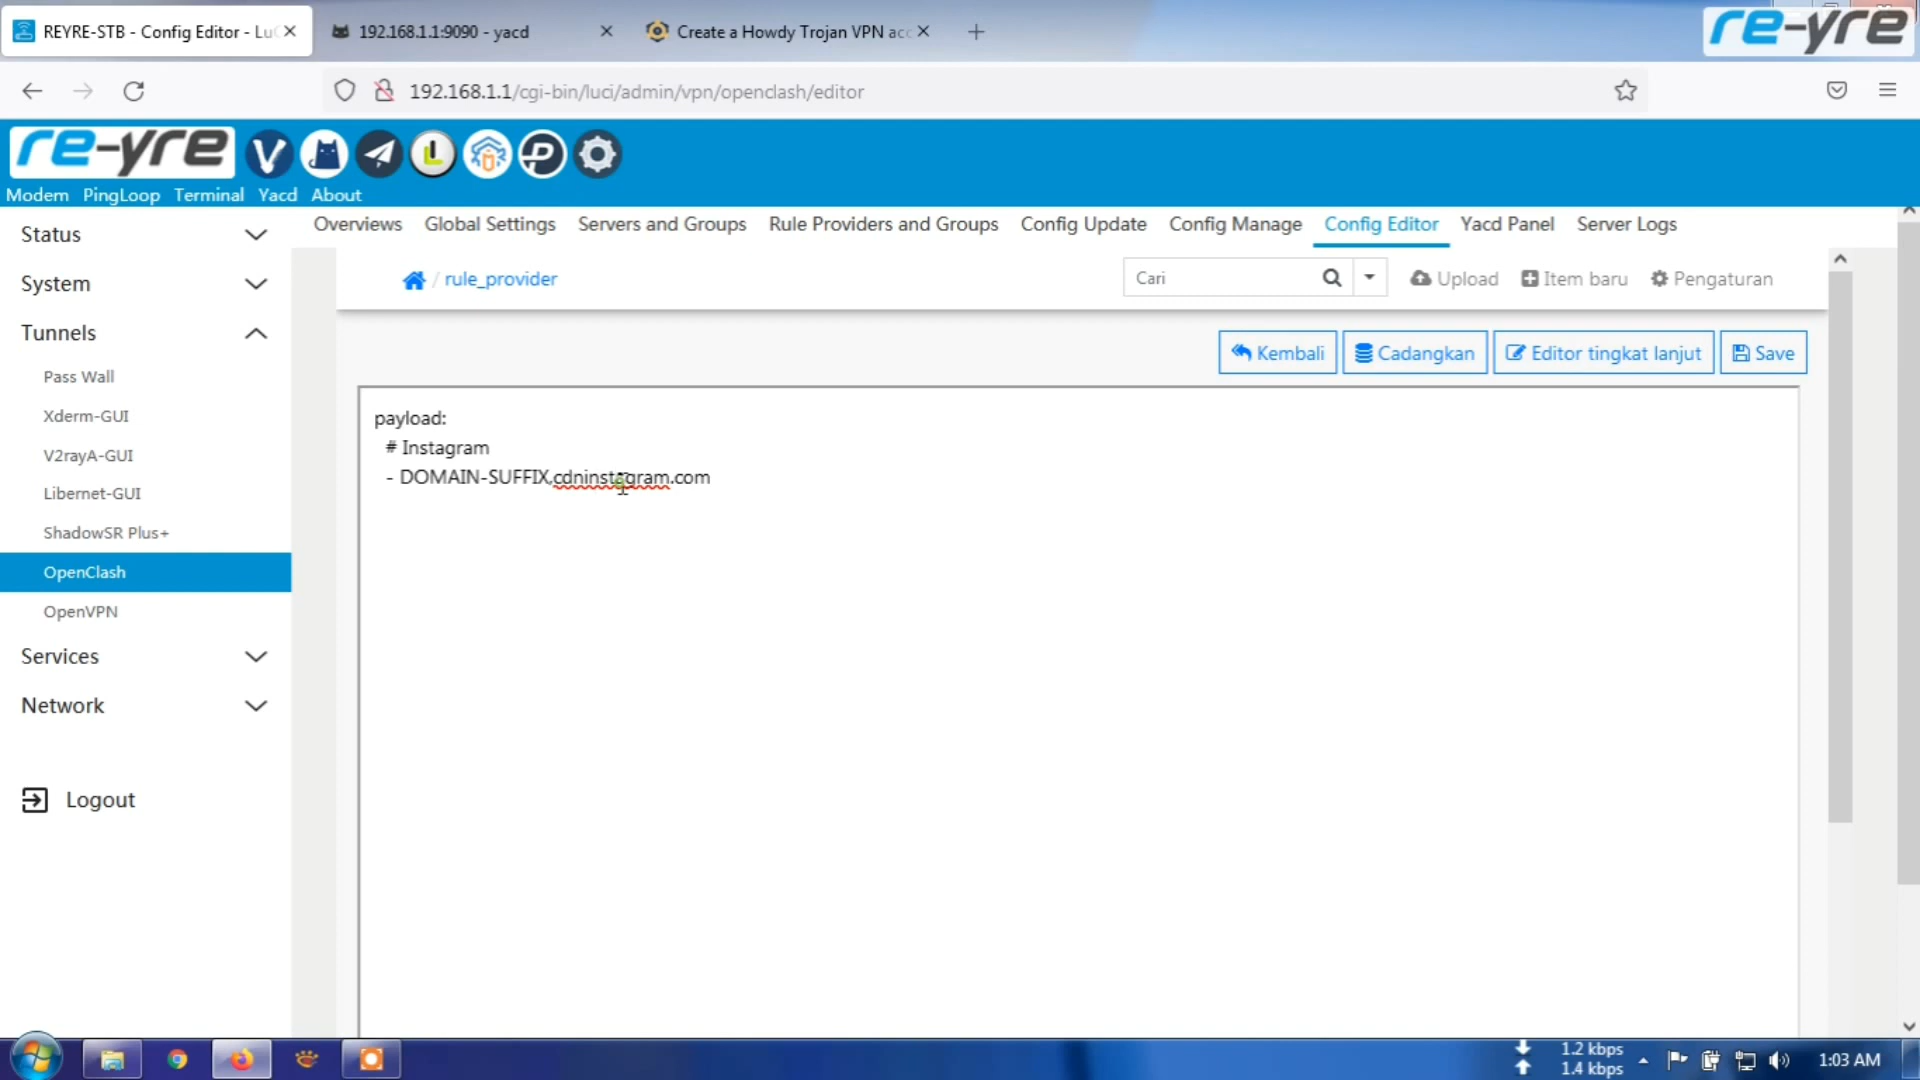 REYRE-STB - Config Editor - LuC
192.168.1.1:9090 - yacd
Create a Howdy Trojan VPN acc
re-yre
192.168.1.1/cgi-bin/luci/admin/vpn/openclash/editor
re-yre
Modem PingLoop Terminal Yacd About
Status
System
Tunnels
Pass Wall
Xderm-GUI
V2rayA-GUI
Libernet-GUI
ShadowSR Plus+
OpenClash
OpenVPN
Services
Network
Logout
Overviews Global Settings Servers and Groups Rule Providers and Groups Config Update Config Manage Config Editor Yacd Panel Server Logs
/ rule_provider
Cari
Upload Item baru Pengaturan
Kembali Cadangkan Editor tingkat lanjut Save
payload:
# Instagram
- DOMAIN-SUFFIX,cdninstagram.com
1.2 kbps
1.4 kbps
1:03 AM